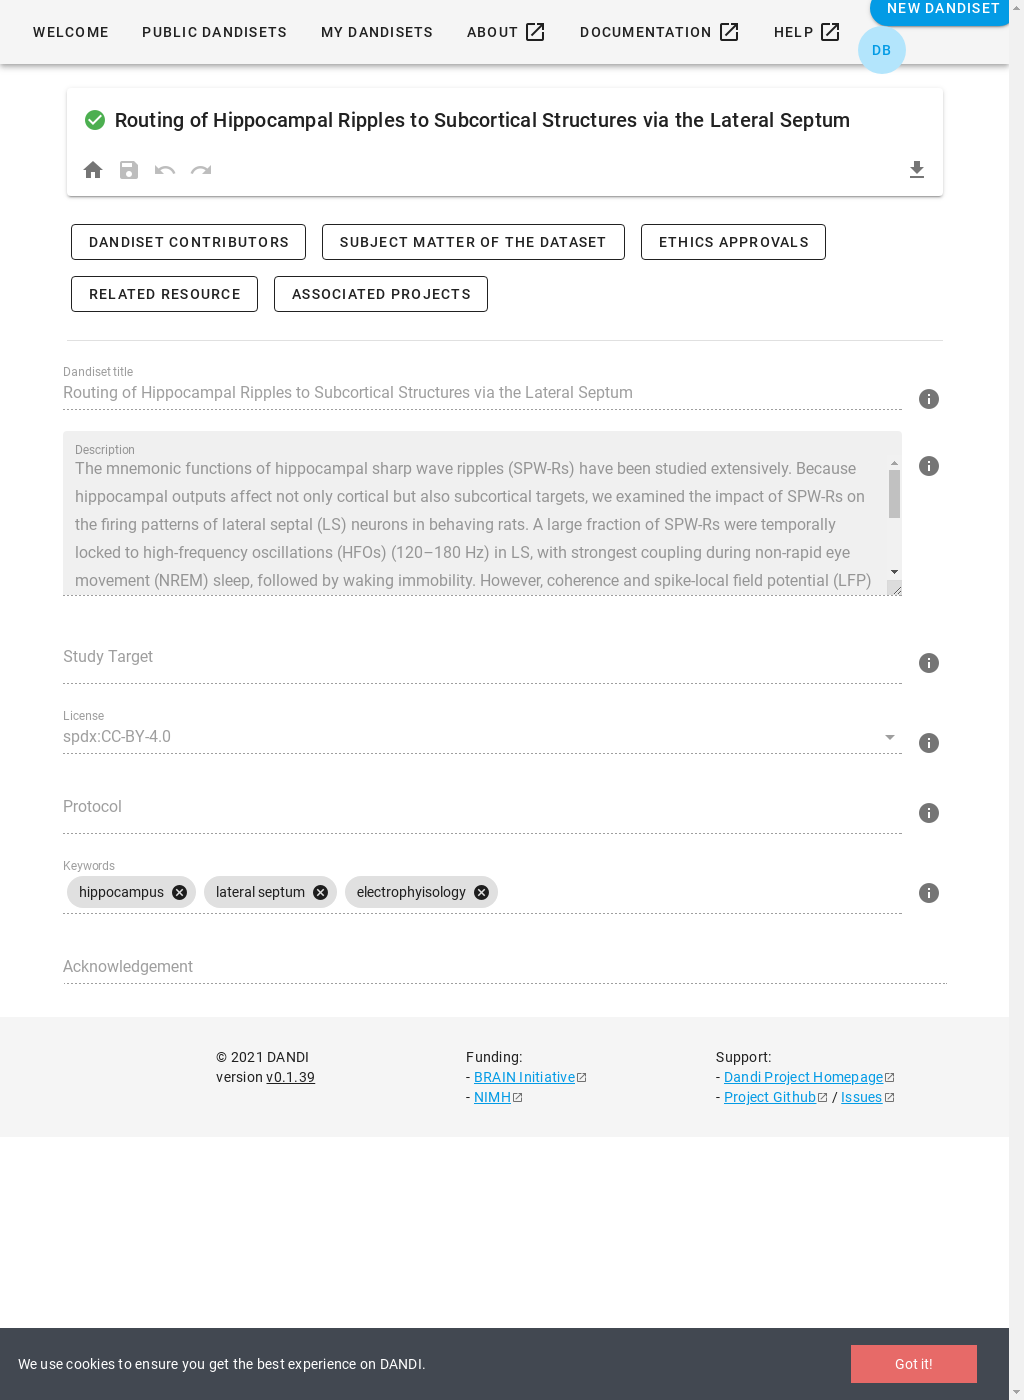 NEW DANDISET
WELCOME PUBLIC DANDISETS MY DANDISETS ABOUT DOCUMENTATION HELP
DB
Routing of Hippocampal Ripples to Subcortical Structures via the Lateral Septum
DANDISET CONTRIBUTORS SUBJECT MATTER OF THE DATASET ETHICS APPROVALS
RELATED RESOURCE ASSOCIATED PROJECTS
Dandiset title
Routing of Hippocampal Ripples to Subcortical Structures via the Lateral Septum
Description
The mnemonic functions of hippocampal sharp wave ripples (SPW-Rs) have been studied extensively. Because
hippocampal outputs affect not only cortical but also subcortical targets, we examined the impact of SPW-Rs on
the firing patterns of lateral septal (LS) neurons in behaving rats. A large fraction of SPW-Rs were temporally
locked to high-frequency oscillations (HFOs) (120–180 Hz) in LS, with strongest coupling during non-rapid eye
movement (NREM) sleep, followed by waking immobility. However, coherence and spike-local field potential (LFP)
Study Target
License
spdx:CC-BY-4.0
Protocol
Keywords
hippocampus lateral septum electrophyisology
Acknowledgement
© 2021 DANDI
version v0.1.39
Funding:
- BRAIN Initiative
- NIMH
Support:
- Dandi Project Homepage
- Project Github / Issues
We use cookies to ensure you get the best experience on DANDI.
Got it!